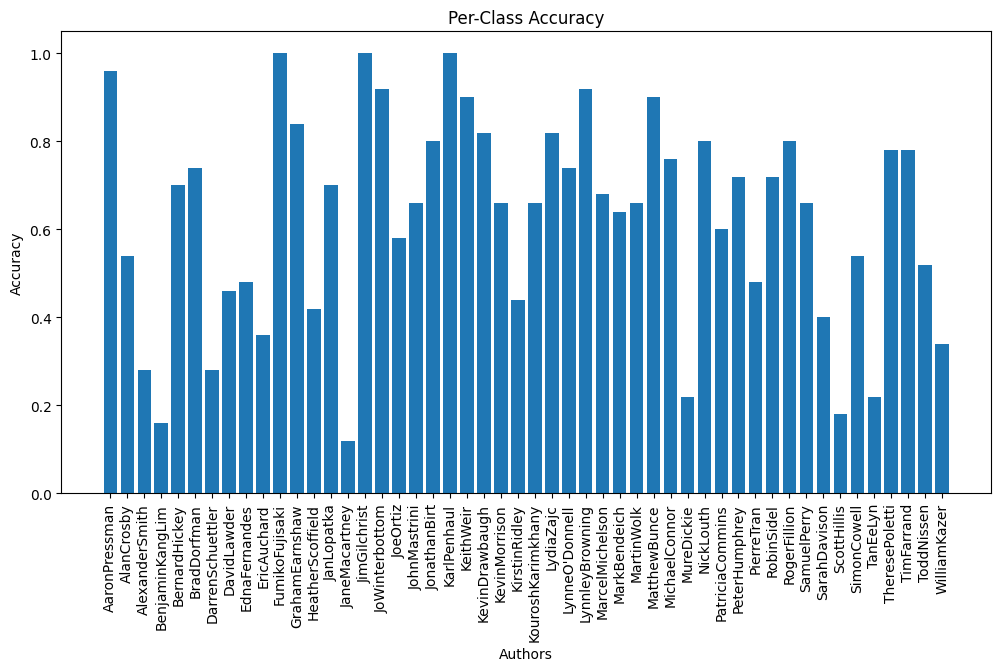 Per-Class Accuracy
Accuracy
1.0
0.8
0.6
0.4
0.2
0.0
AaronPressman
AlanCrosby
AlexanderSmith
BenjaminKangLim
BernardHickey
BradDorfman
DarrenSchuettler
DavidLawder
EdnaFernandes
EricAuchard
FumikoFujisaki
GrahamEarnshaw
HeatherScoffield
JanLopatka
JaneMacartney
JimGilchrist
JoWinterbottom
JoeOrtiz
JohnMastrini
JonathanBirt
KarlPenhaul
KeithWeir
KevinDrawbaugh
KevinMorrison
KirstinRidley
KouroshKarimkhany
LydiaZajc
LynneO'Donnell
LynnleyBrowning
MarcelMichelson
MarkBendeich
MartinWolk
MatthewBunce
MichaelConnor
MureDickie
NickLouth
PatriciaCommins
PeterHumphrey
PierreTran
RobinSidel
RogerFillion
SamuelPerry
SarahDavison
ScottHillis
SimonCowell
TanEeLyn
TheresePoletti
TimFarrand
ToddNissen
WilliamKazer
Authors